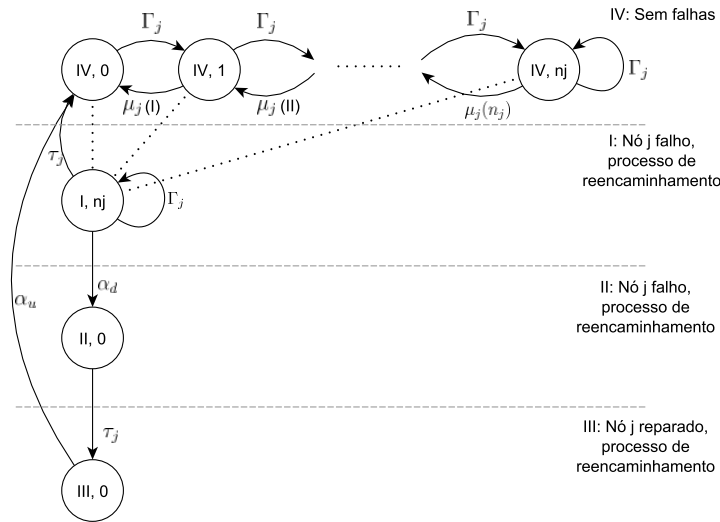 IV: Sem falhas
Γj
Γj
Γj
IV, 0
IV, 1
IV, nj
Γj
μj (I)
μj (II)
μj(nj)
I: Nó j falho,
processo de
reencaminhamento
τj
I, nj
Γj
αu
αd
II: Nó j falho,
processo de
reencaminhamento
II, 0
τj
III: Nó j reparado,
processo de
reencaminhamento
III, 0